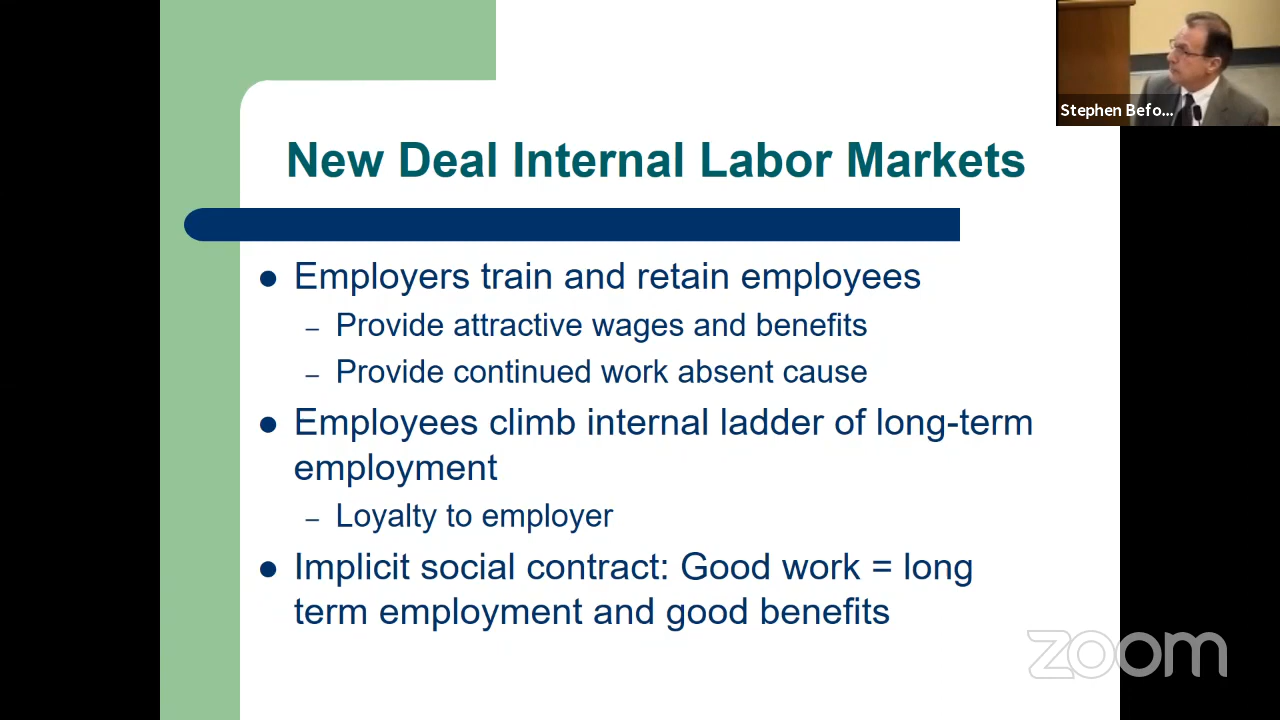 Stephen Befo...
New Deal Internal Labor Markets
● Employers train and retain employees
– Provide attractive wages and benefits
– Provide continued work absent cause
● Employees climb internal ladder of long-term
employment
– Loyalty to employer
● Implicit social contract: Good work = long
term employment and good benefits
zoom